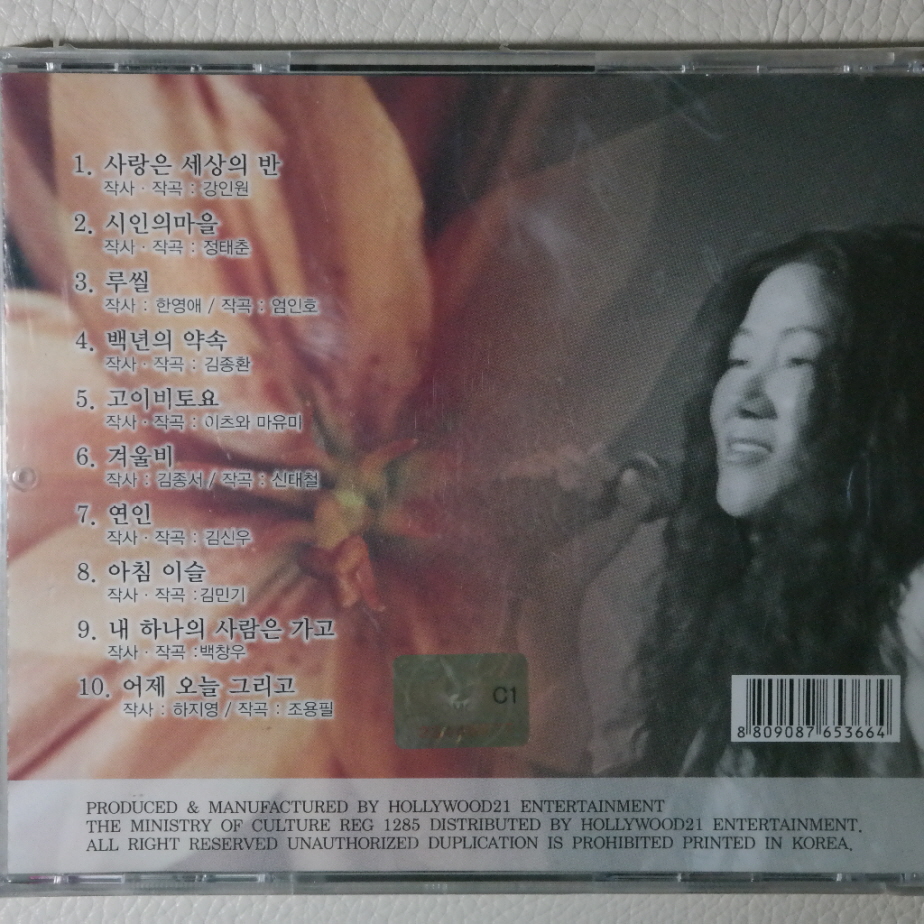 1. 사랑은 세상의 반
작사 · 작곡 : 강인원
2. 시인의마을
작사 · 작곡 : 정태춘
3. 루씰
작사 : 한영애 / 작곡 : 엄인호
4. 백년의 약속
작사 · 작곡 : 김종환
5. 고이비토요
작사 · 작곡 : 이츠와 마유미
6. 겨울비
작사 : 김종서 / 작곡 : 신대철
7. 연인
작사 · 작곡 : 김신우
8. 아침 이슬
작사 · 작곡 :김민기
9. 내 하나의 사람은 가고
작사 · 작곡 :백창우
10. 어제 오늘 그리고
작사 : 하지영 / 작곡 : 조용필
C1
8 809087 653664
PRODUCED & MANUFACTURED BY HOLLYWOOD21 ENTERTAINMENT
THE MINISTRY OF CULTURE REG 1285 DISTRIBUTED BY HOLLYWOOD21 ENTERTAINMENT.
ALL RIGHT RESERVED UNAUTHORIZED DUPLICATION IS PROHIBITED PRINTED IN KOREA.